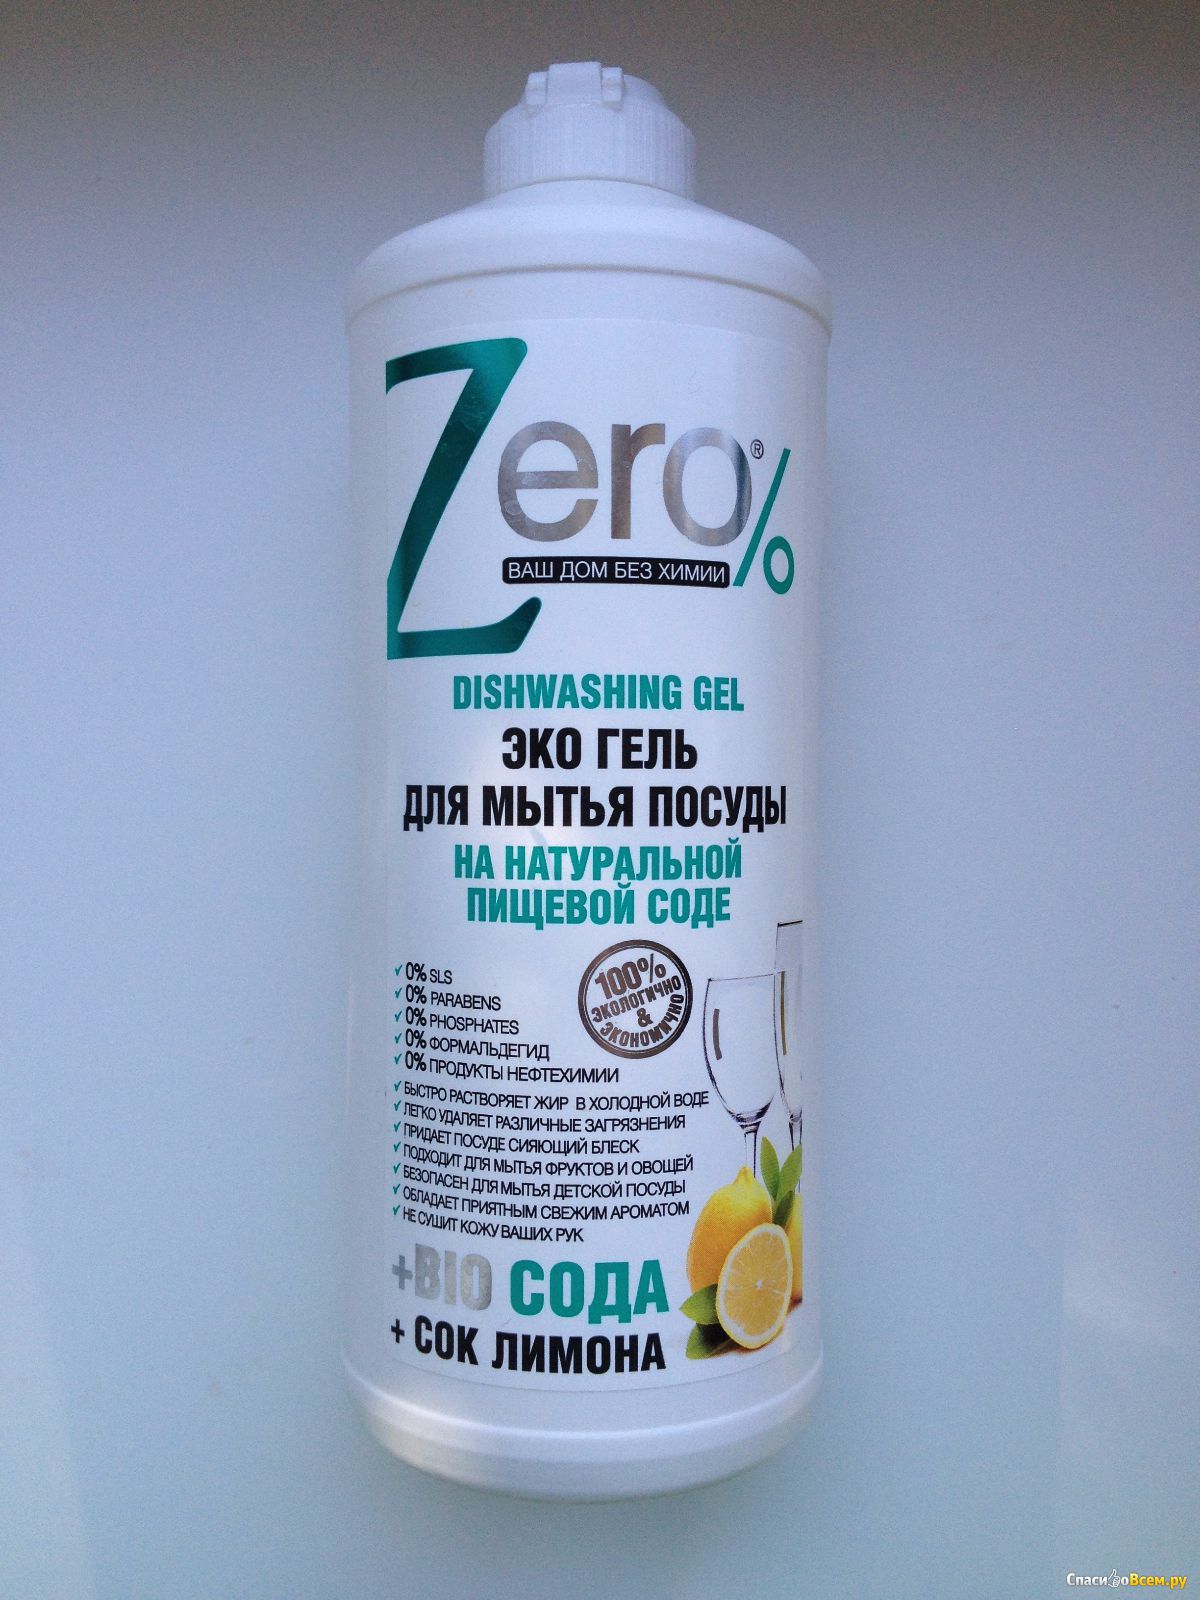 Zero®%
ВАШ ДОМ БЕЗ ХИМИИ
DISHWASHING GEL
ЭКО ГЕЛЬ
ДЛЯ МЫТЬЯ ПОСУДЫ
НА НАТУРАЛЬНОЙ
ПИЩЕВОЙ СОДЕ
100%
ЭКОЛОГИЧНО
&
ЭКОНОМИЧНО
✓ 0% SLS
✓ 0% PARABENS
✓ 0% PHOSPHATES
✓ 0% ФОРМАЛЬДЕГИД
✓ 0% ПРОДУКТЫ НЕФТЕХИМИИ
✓ БЫСТРО РАСТВОРЯЕТ ЖИР В ХОЛОДНОЙ ВОДЕ
✓ ЛЕГКО УДАЛЯЕТ РАЗЛИЧНЫЕ ЗАГРЯЗНЕНИЯ
✓ ПРИДАЕТ ПОСУДЕ СИЯЮЩИЙ БЛЕСК
✓ ПОДХОДИТ ДЛЯ МЫТЬЯ ФРУКТОВ И ОВОЩЕЙ
✓ БЕЗОПАСЕН ДЛЯ МЫТЬЯ ДЕТСКОЙ ПОСУДЫ
✓ ОБЛАДАЕТ ПРИЯТНЫМ СВЕЖИМ АРОМАТОМ
✓ НЕ СУШИТ КОЖУ ВАШИХ РУК
+BIO СОДА
+ СОК ЛИМОНА
СпасибоВсем.ру